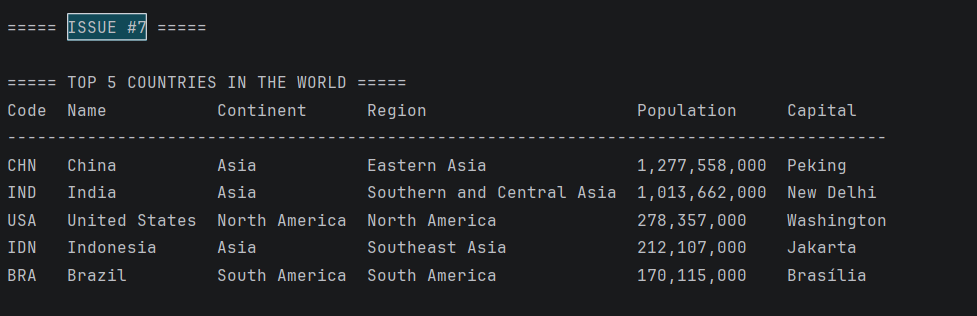 ===== ISSUE #7 =====
===== TOP 5 COUNTRIES IN THE WORLD =====
Code  Name           Continent      Region                     Population     Capital
----------------------------------------------------------------------------------------
CHN   China          Asia           Eastern Asia               1,277,558,000  Peking
IND   India          Asia           Southern and Central Asia  1,013,662,000  New Delhi
USA   United States  North America  North America              278,357,000    Washington
IDN   Indonesia      Asia           Southeast Asia             212,107,000    Jakarta
BRA   Brazil         South America  South America              170,115,000    Brasília